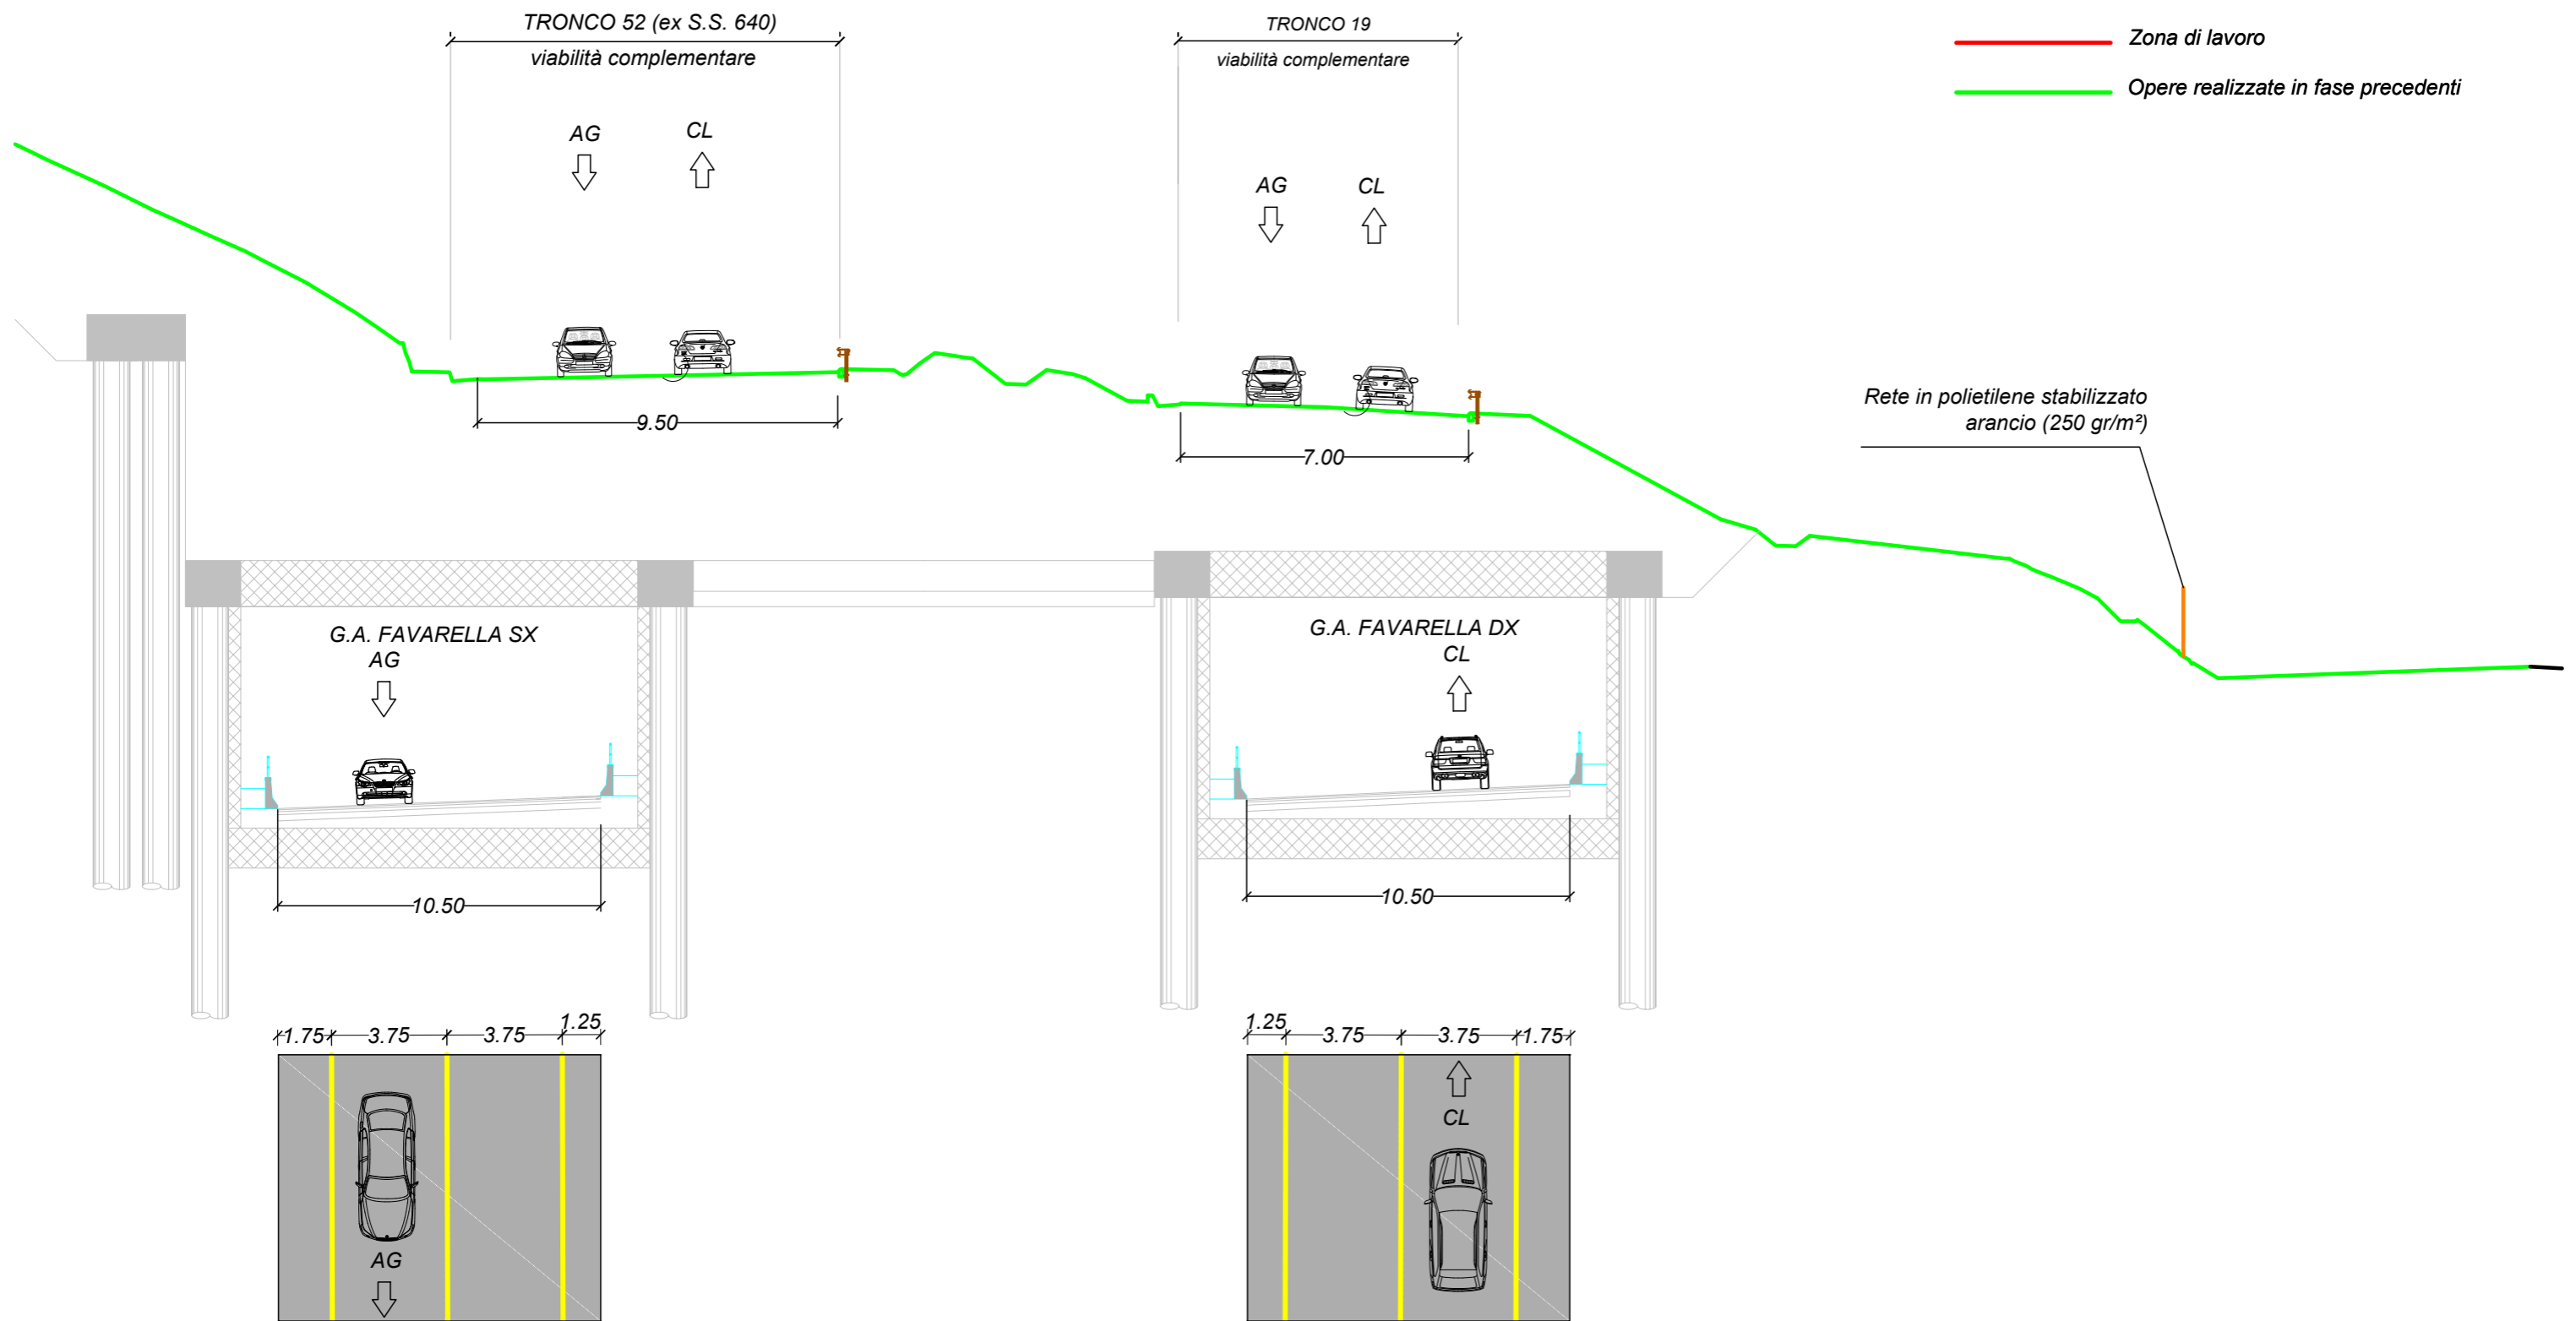 TRONCO 52 (ex S.S. 640)
viabilità complementare
TRONCO 19
viabilità complementare
Zona di lavoro
Opere realizzate in fase precedenti
AG
CL
AG
CL
9.50
7.00
Rete in polietilene stabilizzato
arancio (250 gr/m²)
G.A. FAVARELLA SX
AG
G.A. FAVARELLA DX
CL
10.50
10.50
1.75
3.75
3.75
1.25
1.25
3.75
3.75
1.75
CL
AG